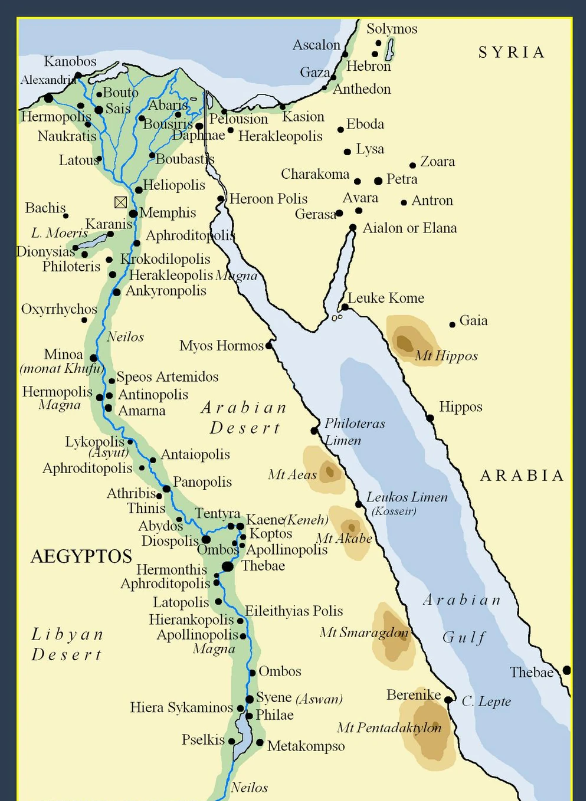 Solymos
Ascalon
SYRIA
Kanobos
Hebron
Alexandria
Gaza
Anthedon
Bouto
Abaris
Sais
Kasion
Hermopolis
Pelousion
Bousiris
Eboda
Naukratis
Daphnae
Herakleopolis
Lysa
Latous
Boubastis
Zoara
Charakoma
Petra
Heliopolis
Heroon Polis
Avara
Antron
Bachis
Memphis
Gerasa
Karanis
Aialon or Elana
L. Moeris
Aphroditopolis
Dionysias
Krokodilopolis
Philoteris
Herakleopolis Magna
Ankyronpolis
Leuke Kome
Oxyrrhychos
Gaia
Neilos
Myos Hormos
Minoa
Mt Hippos
(monat Khufu)
Speos Artemidos
Hermopolis
Antinopolis
Magna
Amarna
Arabian
Hippos
Desert
Philoteras
Limen
Lykopolis
(Asyut)
Antaiopolis
Aphroditopolis
Mt Aeas
ARABIA
Panopolis
Athribis
Leukos Limen
Thinis
(Kosseir)
Tentyra
Kaene (Keneh)
Abydos
Koptos
Diospolis
Mt Akabe
Ombos
Apollinopolis
AEGYPTOS
Thebae
Hermonthis
Aphroditopolis
Arabian
Latopolis
Eileithyias Polis
Hierankopolis
Libyan
Apollinopolis
Mt Smaragdon
Gulf
Magna
Desert
Ombos
Thebae
Syene (Aswan)
Berenike
C. Lepte
Hiera Sykaminos
Philae
Mt Pentadaktylon
Pselkis
Metakompso
Neilos